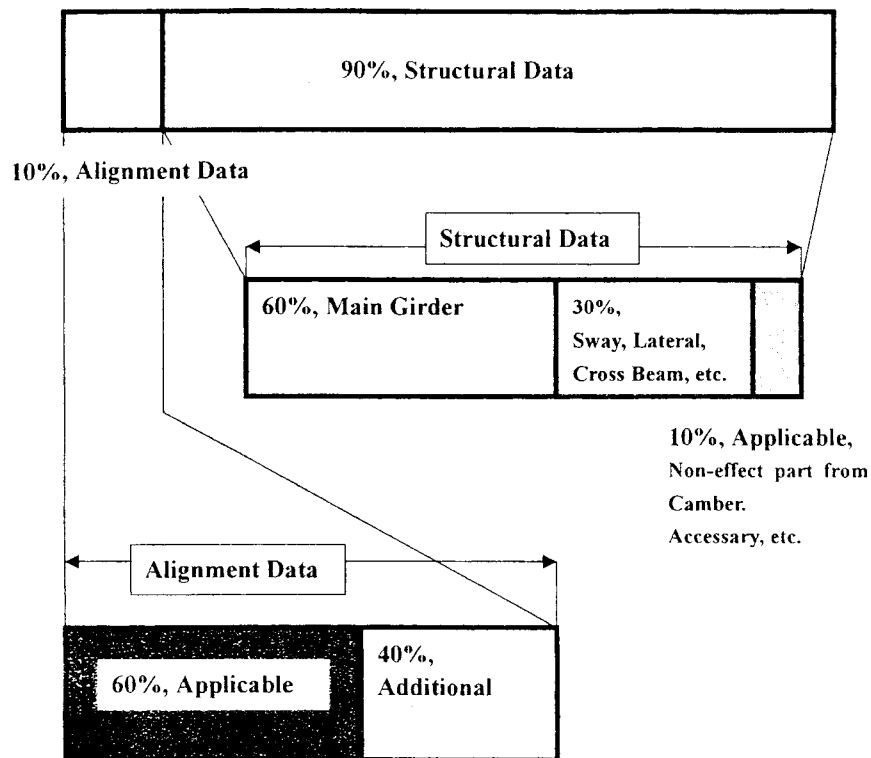 90%, Structural Data
10%, Alignment Data
Structural Data
60%, Main Girder
30%,
Sway, Lateral,
Cross Beam, etc.
10%, Applicable,
Non-effect part from
Camber.
Accessary, etc.
Alignment Data
60%, Applicable
40%,
Additional